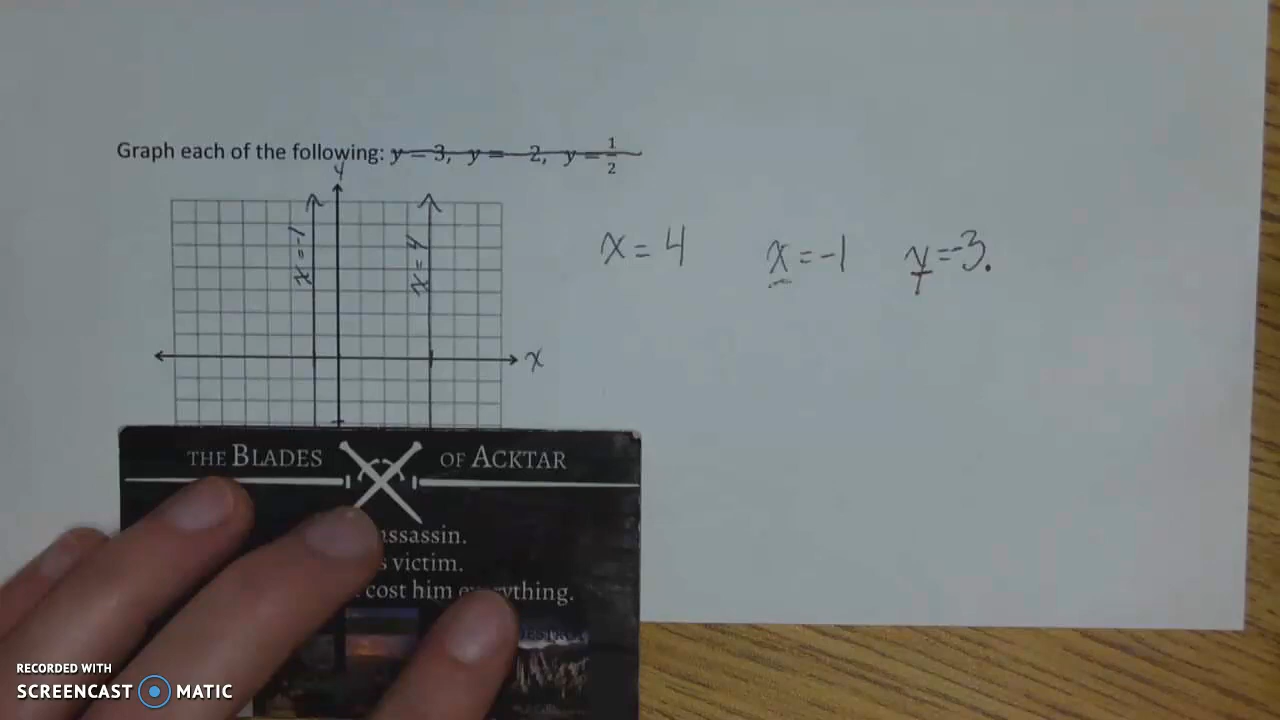 Graph each of the following: y = 3, y = -2, y = 1/2
y
x = -1
x = 4
x
x = 4 x = -1 y = -3.
THE BLADES OF ACKTAR
assassin.
victim.
cost him everything.
RECORDED WITH
SCREENCAST MATIC